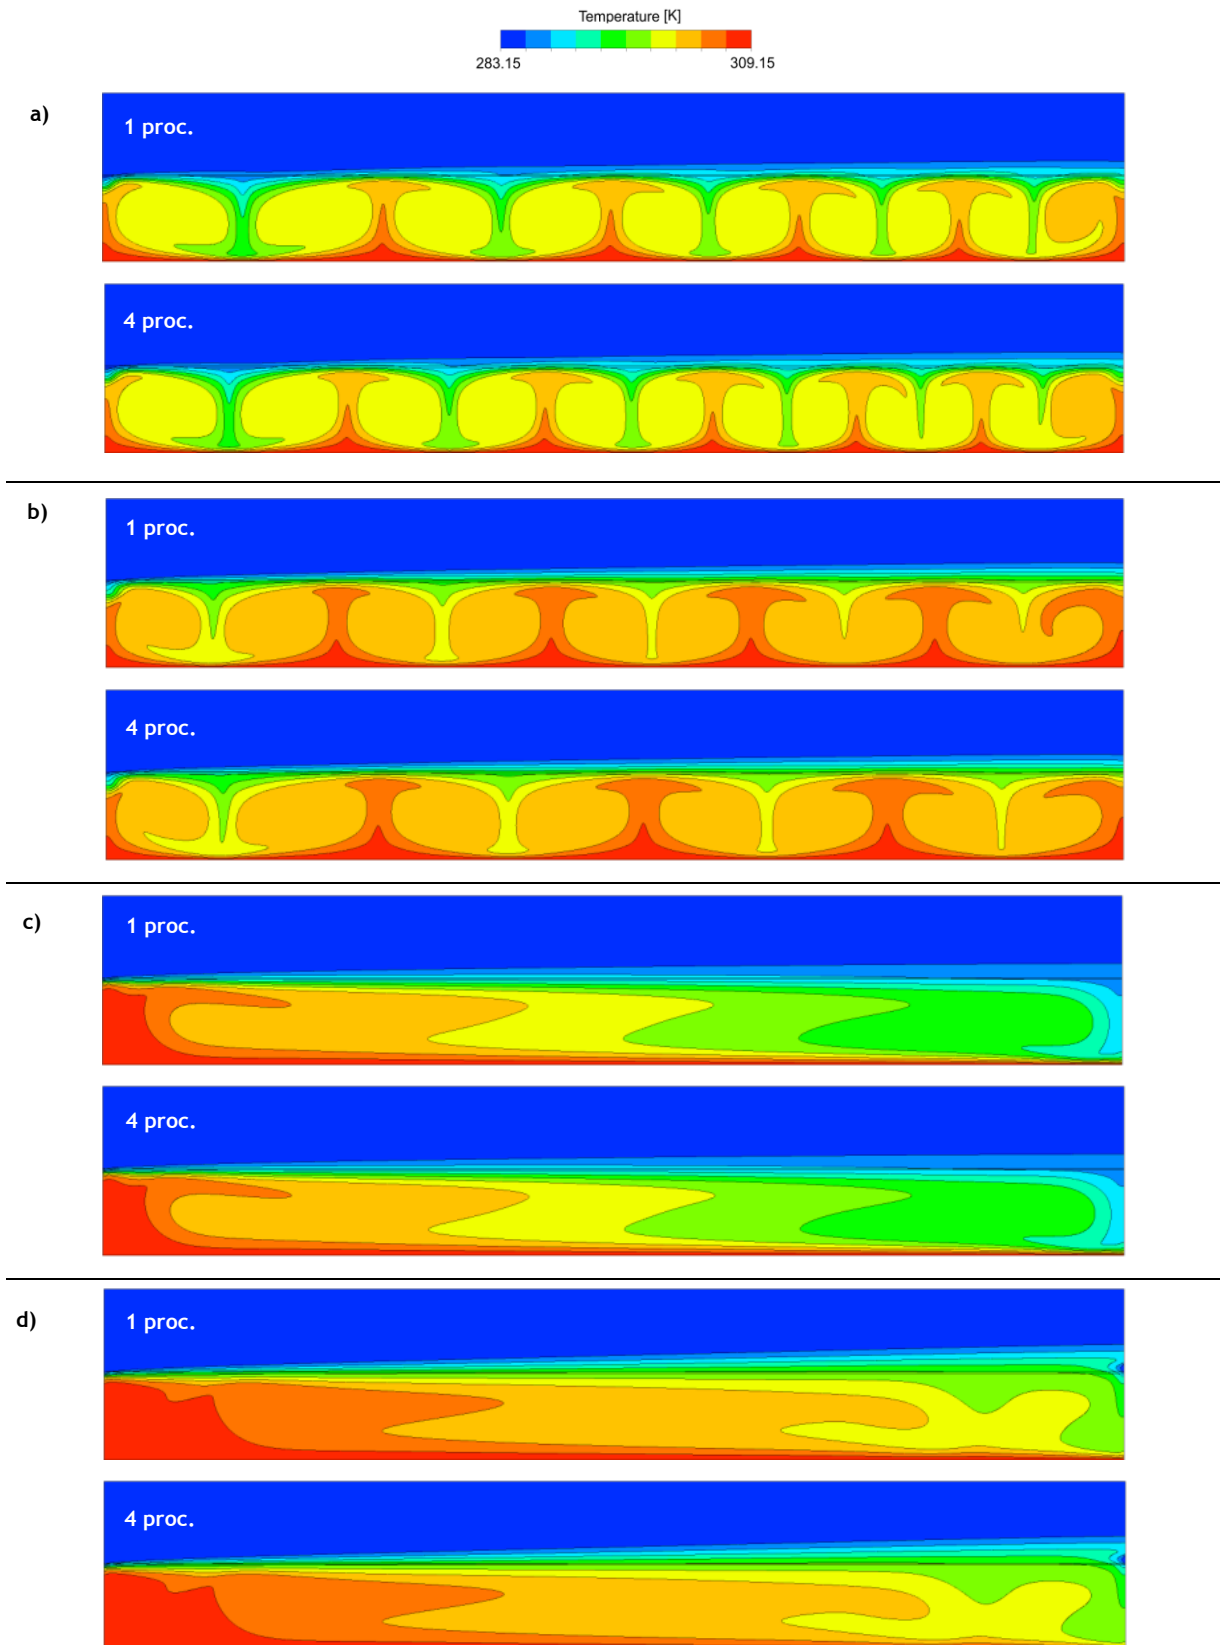 Temperature [K]
283.15 309.15
a)
1 proc.
4 proc.
b)
1 proc.
4 proc.
c)
1 proc.
4 proc.
d)
1 proc.
4 proc.